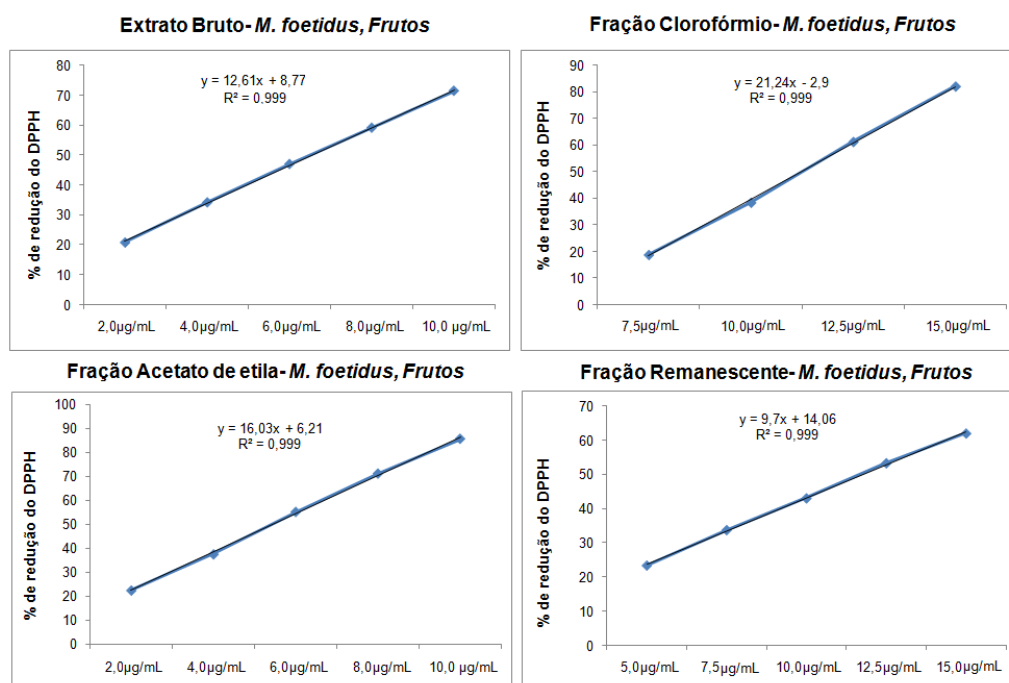 Extrato Bruto- M. foetidus, Frutos
% de redução do DPPH
80
70
60
50
40
30
20
10
0
y = 12,61x + 8,77
R² = 0,999
2,0µg/mL 4,0µg/mL 6,0µg/mL 8,0µg/mL 10,0 µg/mL
Fração Clorofórmio- M. foetidus, Frutos
% de redução do DPPH
90
80
70
60
50
40
30
20
10
0
y = 21,24x - 2,9
R² = 0,999
7,5µg/mL 10,0µg/mL 12,5µg/mL 15,0µg/mL
Fração Acetato de etila- M. foetidus, Frutos
% de redução do DPPH
100
90
80
70
60
50
40
30
20
10
0
y = 16,03x + 6,21
R² = 0,999
2,0µg/mL 4,0µg/mL 6,0µg/mL 8,0µg/mL 10,0 µg/mL
Fração Remanescente- M. foetidus, Frutos
% de redução do DPPH
70
60
50
40
30
20
10
0
y = 9,7x + 14,06
R² = 0,999
5,0µg/mL 7,5µg/mL 10,0µg/mL 12,5µg/mL 15,0µg/mL